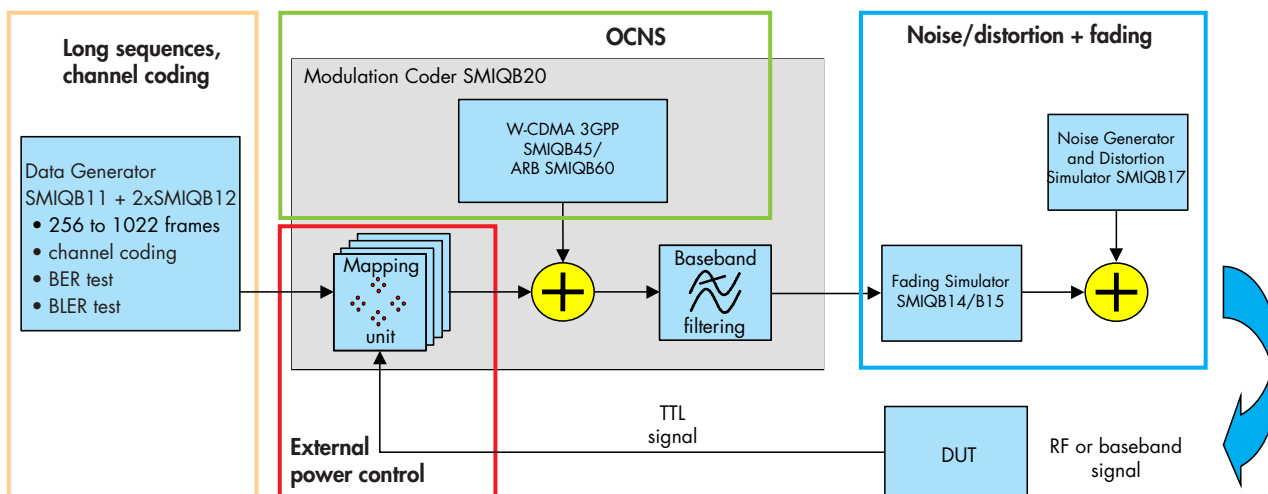 Long sequences,
channel coding
OCNS
Noise/distortion + fading
Modulation Coder SMIQB20
W-CDMA 3GPP
SMIQB45/
ARB SMIQB60
Noise Generator
and Distortion
Simulator SMIQB17
Data Generator
SMIQB11 + 2xSMIQB12
• 256 to 1022 frames
• channel coding
• BER test
• BLER test
Mapping
unit
Baseband
filtering
Fading Simulator
SMIQB14/B15
TTL
signal
External
power control
DUT
RF or baseband
signal